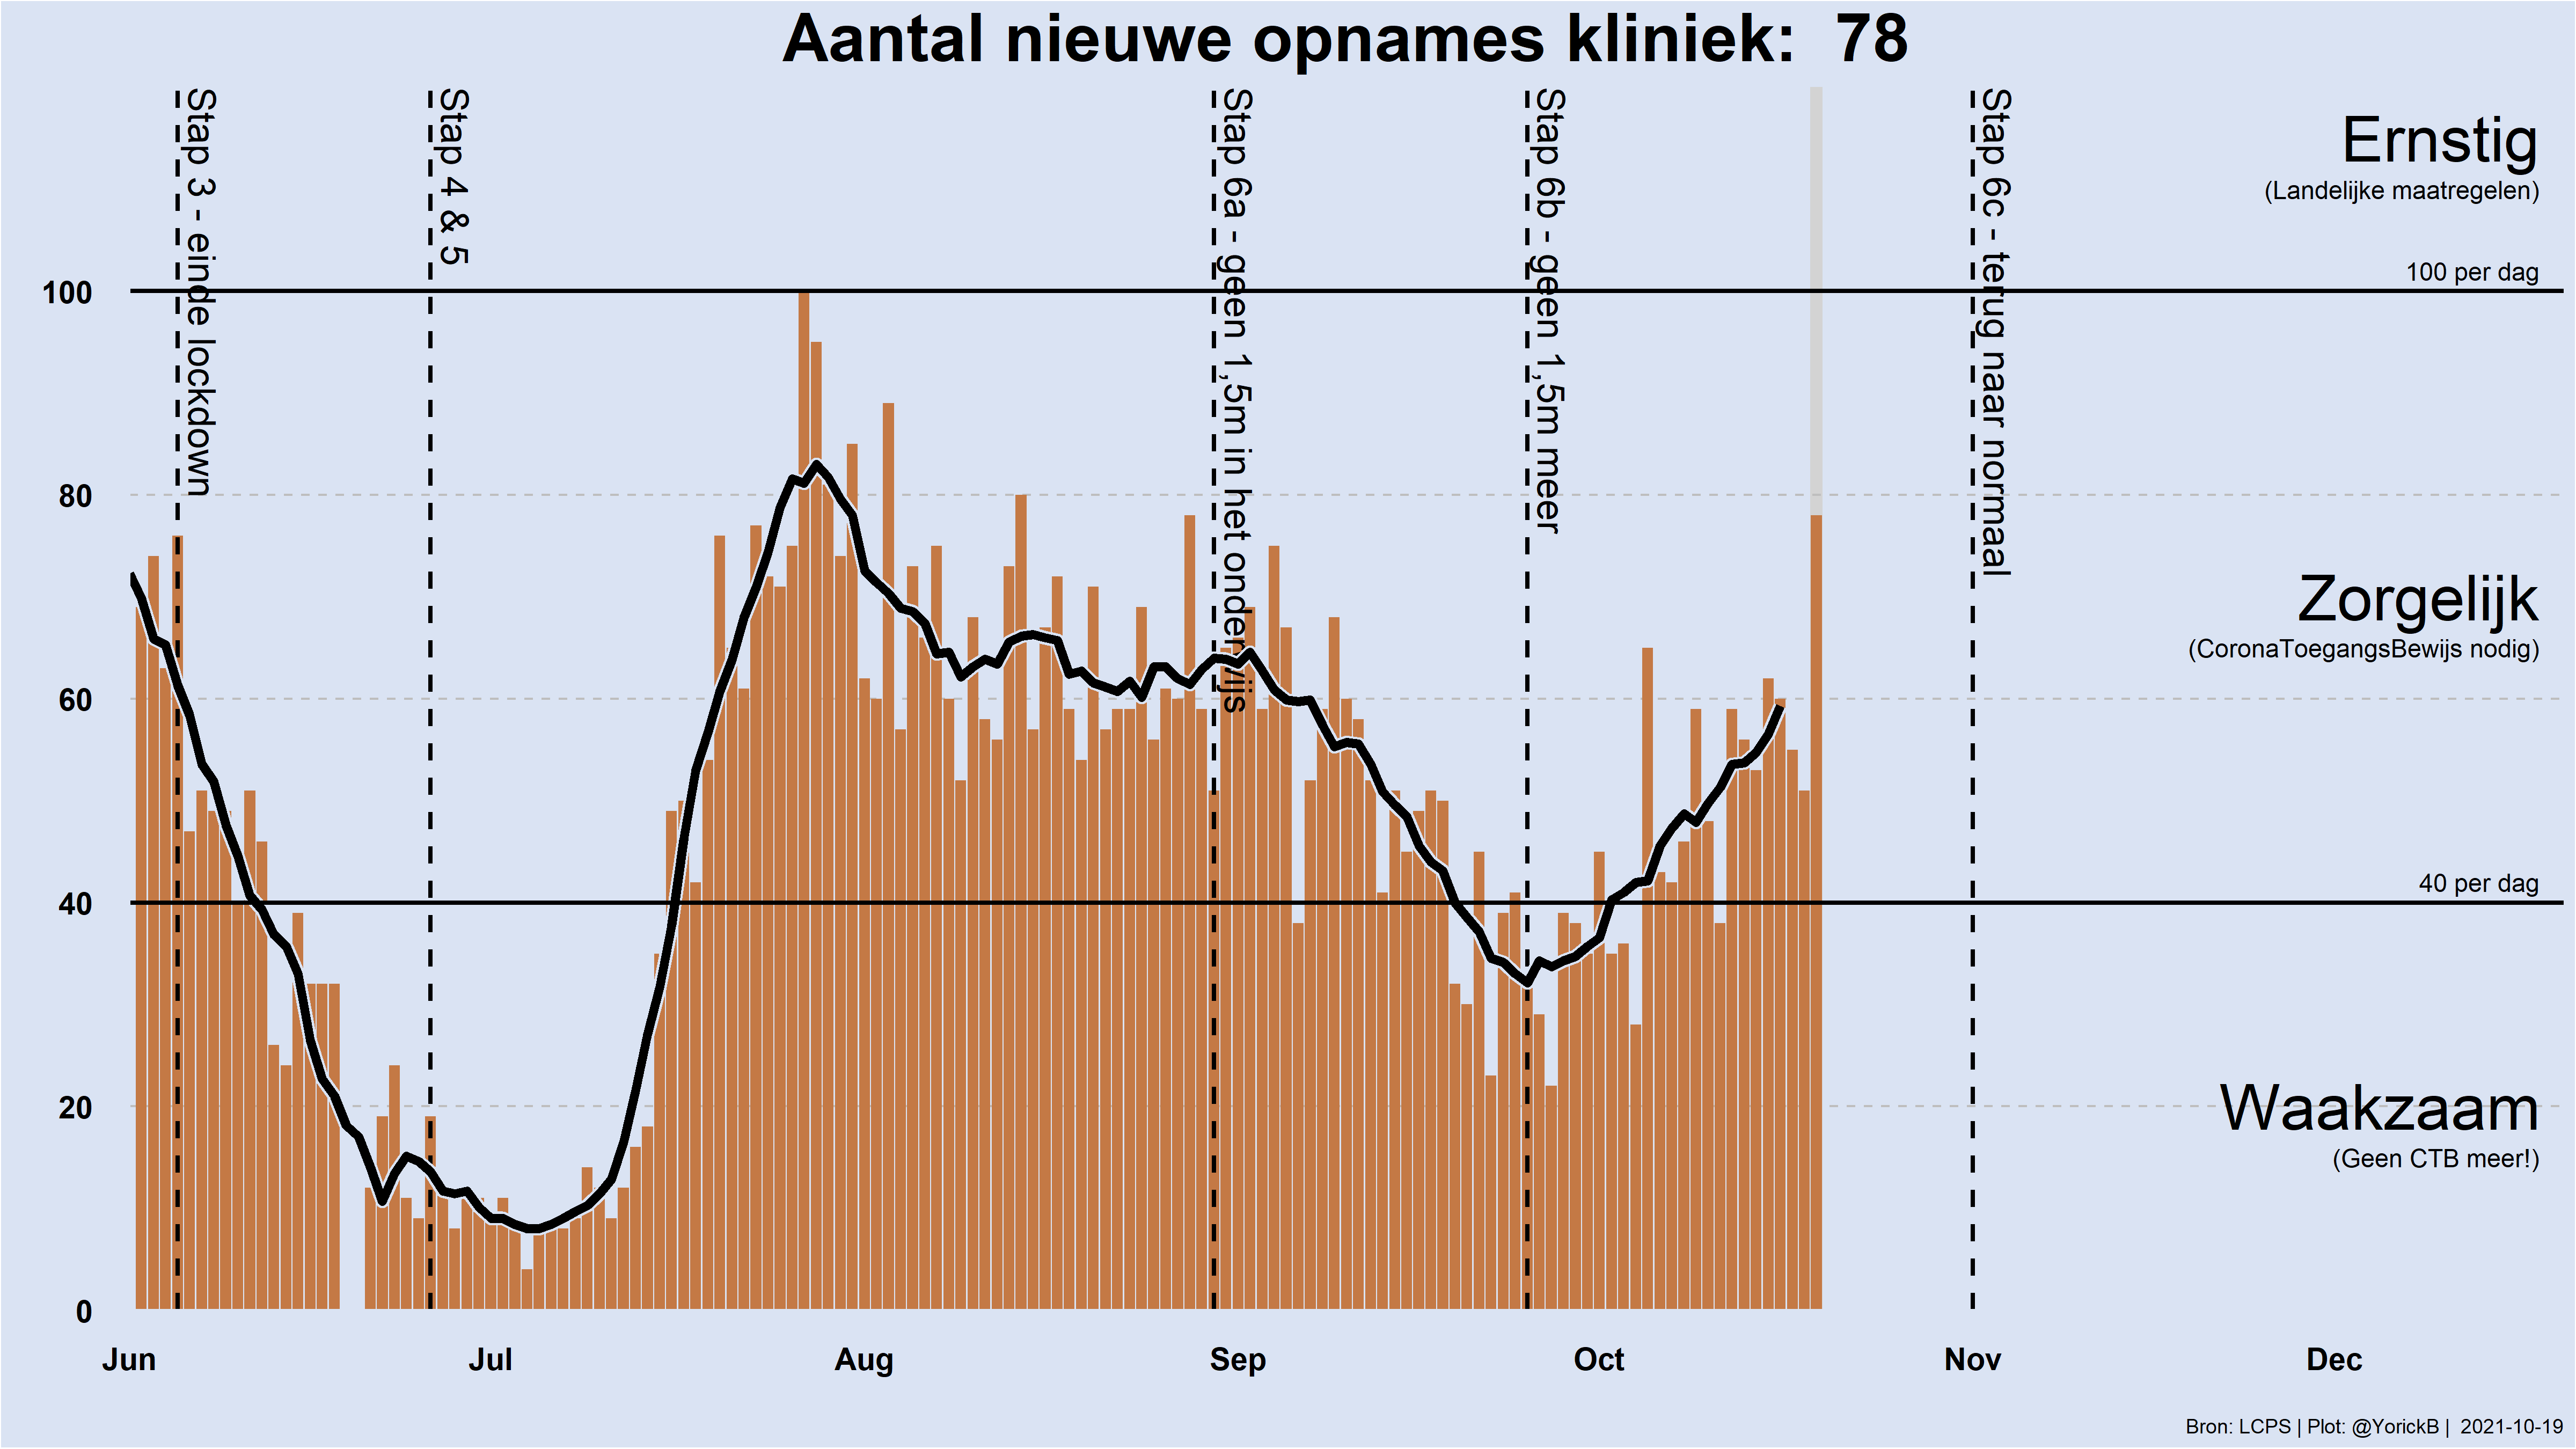 Aantal nieuwe opnames kliniek:  78
Stap 3 - einde lockdown
Stap 4 & 5
Stap 6a - geen 1,5m in het onderwijs
Stap 6b - geen 1,5m meer
Stap 6c - terug naar normaal
Ernstig
(Landelijke maatregelen)
100 per dag
100
80
Zorgelijk
(CoronaToegangsBewijs nodig)
60
40 per dag
40
20
Waakzaam
(Geen CTB meer!)
0
Jun Jul Aug Sep Oct Nov Dec
Bron: LCPS | Plot: @YorickB |  2021-10-19